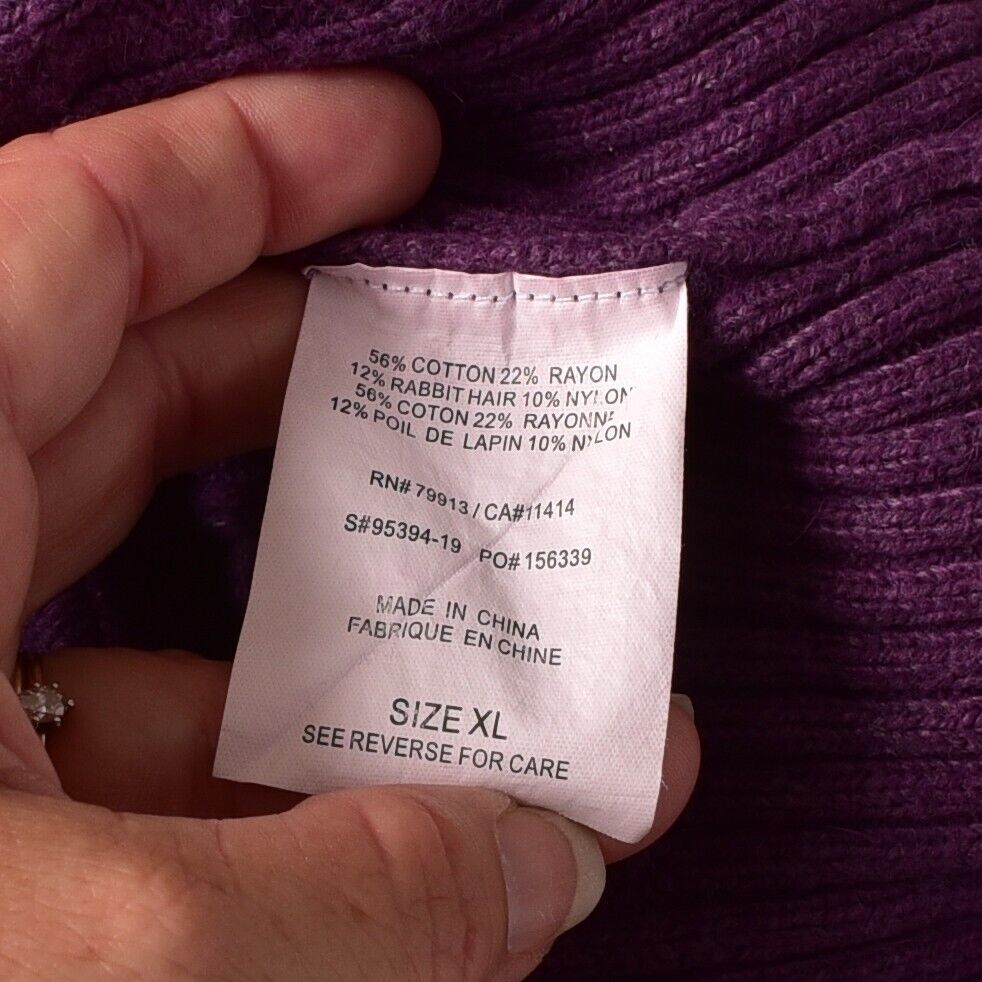 56% COTTON 22% RAYON
12% RABBIT HAIR 10% NYLON
56% COTON 22% RAYONNE
12% POIL DE LAPIN 10% NYLON
RN# 79913 / CA#11414
S#95394-19 PO# 156339
MADE IN CHINA
FABRIQUE EN CHINE
SIZE XL
SEE REVERSE FOR CARE